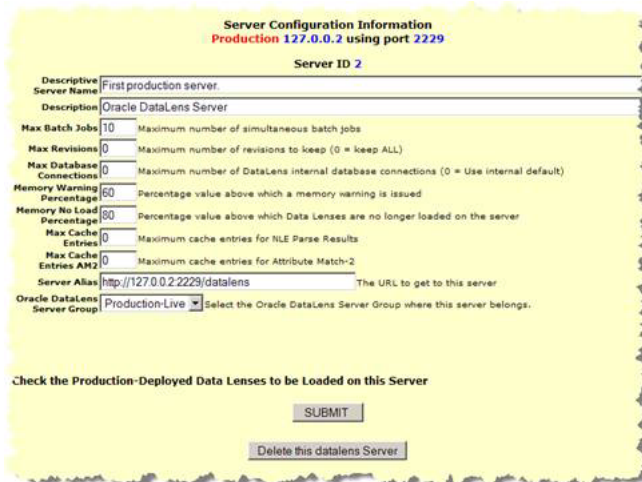 Server Configuration Information
Production 127.0.0.2 using port 2229
Server ID 2
Descriptive Server Name First production server.
Description Oracle DataLens Server
Max Batch Jobs 10 Maximum number of simultaneous batch jobs
Max Revisions 0 Maximum number of revisions to keep (0 = keep ALL)
Max Database Connections 0 Maximum number of DataLens internal database connections (0 = Use internal default)
Memory Warning Percentage 60 Percentage value above which a memory warning is issued
Memory No Load Percentage 80 Percentage value above which Data Lenses are no longer loaded on the server
Max Cache Entries 0 Maximum cache entries for NLE Parse Results
Max Cache Entries AM2 0 Maximum cache entries for Attribute Match-2
Server Alias http://127.0.0.2:2229/datalens The URL to get to this server
Oracle DataLens Server Group Production-Live Select the Oracle DataLens Server Group where this server belongs.
Check the Production-Deployed Data Lenses to be Loaded on this Server
SUBMIT
Delete this datalens Server